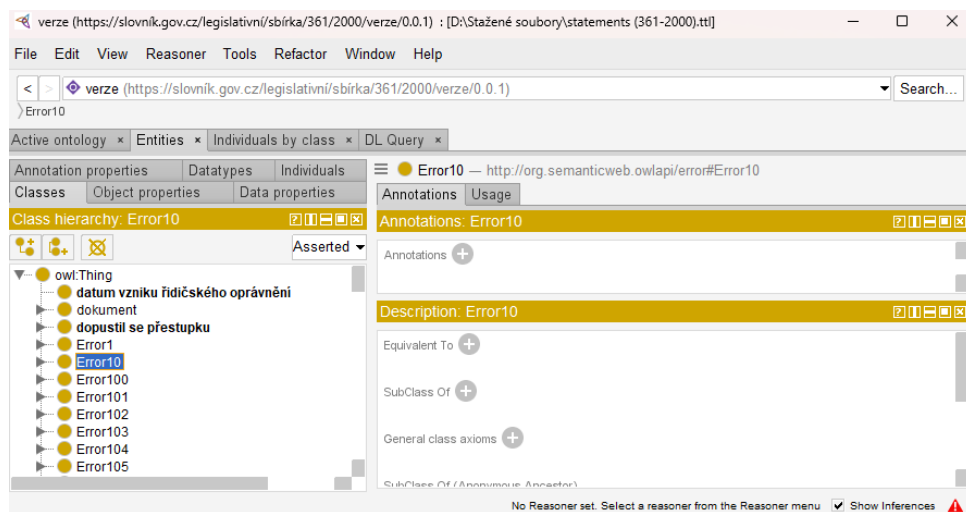 verze (https://slovník.gov.cz/legislativní/sbírka/361/2000/verze/0.0.1) : [D:\Stažené soubory\statements (361-2000).ttl]
File Edit View Reasoner Tools Refactor Window Help
< > verze (https://slovník.gov.cz/legislativní/sbírka/361/2000/verze/0.0.1) Search...
Error10
Active ontology × Entities × Individuals by class × DL Query ×
Annotation properties Datatypes Individuals
Classes Object properties Data properties
Class hierarchy: Error10
Asserted
owl:Thing
datum vzniku řidičského oprávnění
dokument
dopustil se přestupku
Error1
Error10
Error100
Error101
Error102
Error103
Error104
Error105
Error10 — http://org.semanticweb.owlapi/error#Error10
Annotations Usage
Annotations: Error10
Annotations
Description: Error10
Equivalent To
SubClass Of
General class axioms
SubClass Of (Anonymous Ancestor)
No Reasoner set. Select a reasoner from the Reasoner menu Show Inferences